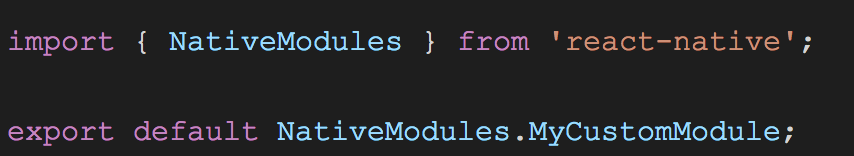 import { NativeModules } from 'react-native';
export default NativeModules.MyCustomModule;